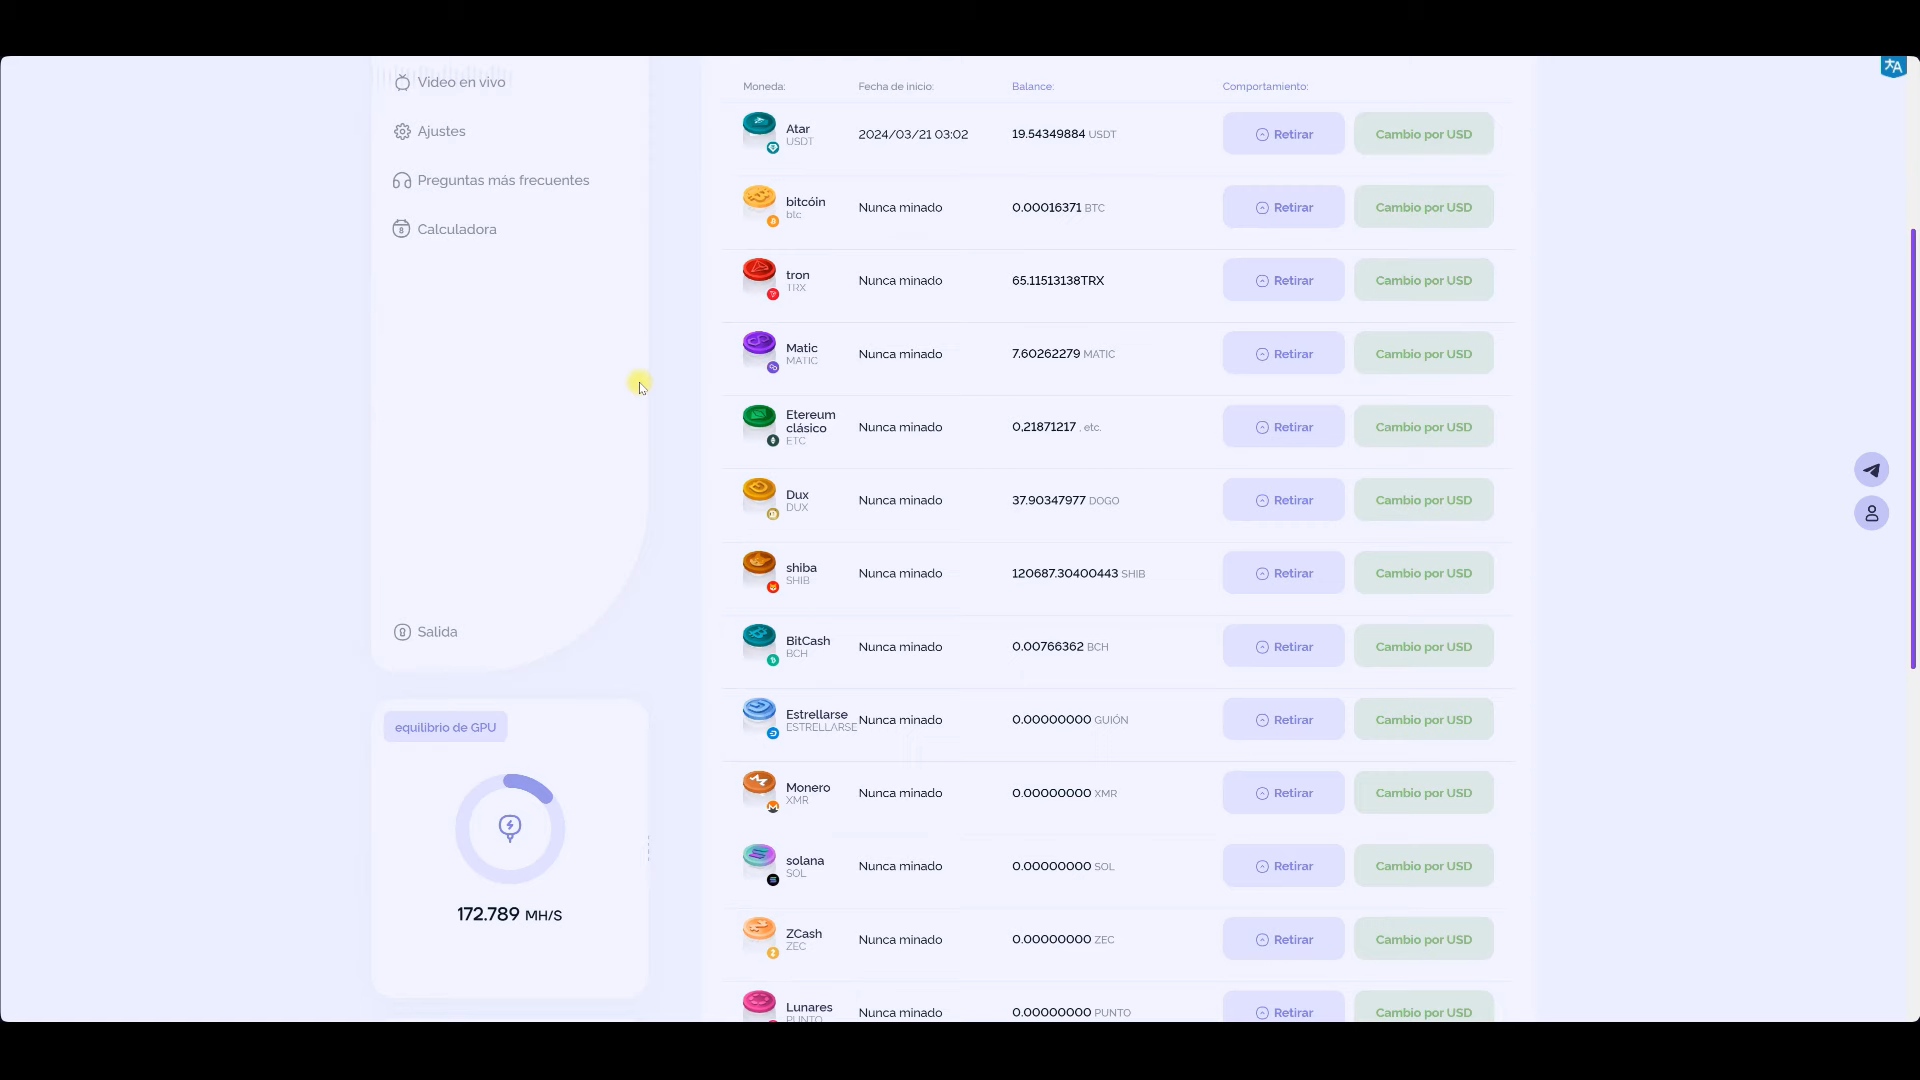 Video en vivo
Ajustes
Preguntas más frecuentes
Calculadora
Salida
equilibrio de GPU
172.789 MH/S
Moneda: Fecha de inicio: Balance: Comportamiento:
Atar
USDT
2024/03/21 03:02 19.54349884 USDT Retirar Cambio por USD
bitcóin
btc
Nunca minado 0.00016371 BTC Retirar Cambio por USD
tron
TRX
Nunca minado 65.11513138TRX Retirar Cambio por USD
Matic
MATIC
Nunca minado 7.60262279 MATIC Retirar Cambio por USD
Etereum
clásico
ETC
Nunca minado 0,21871217 , etc. Retirar Cambio por USD
Dux
DUX
Nunca minado 37.90347977 DOGO Retirar Cambio por USD
shiba
SHIB
Nunca minado 120687.30400443 SHIB Retirar Cambio por USD
BitCash
BCH
Nunca minado 0.00766362 BCH Retirar Cambio por USD
Estrellarse
ESTRELLARSE
Nunca minado 0.00000000 GUIÓN Retirar Cambio por USD
Monero
XMR
Nunca minado 0.00000000 XMR Retirar Cambio por USD
solana
SOL
Nunca minado 0.00000000 SOL Retirar Cambio por USD
ZCash
ZEC
Nunca minado 0.00000000 ZEC Retirar Cambio por USD
Lunares
PUNTO
Nunca minado 0.00000000 PUNTO Retirar Cambio por USD